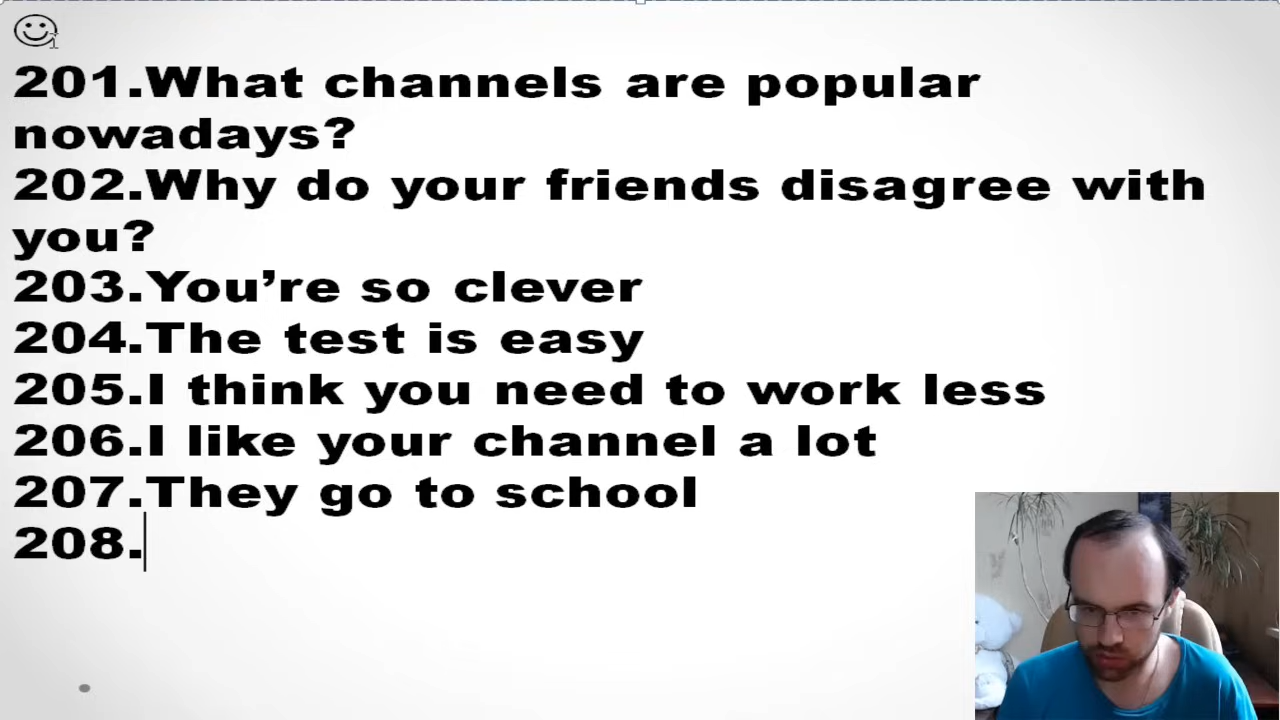 201.What channels are popular
nowadays?
202.Why do your friends disagree with
you?
203.You’re so clever
204.The test is easy
205.I think you need to work less
206.I like your channel a lot
207.They go to school
208.